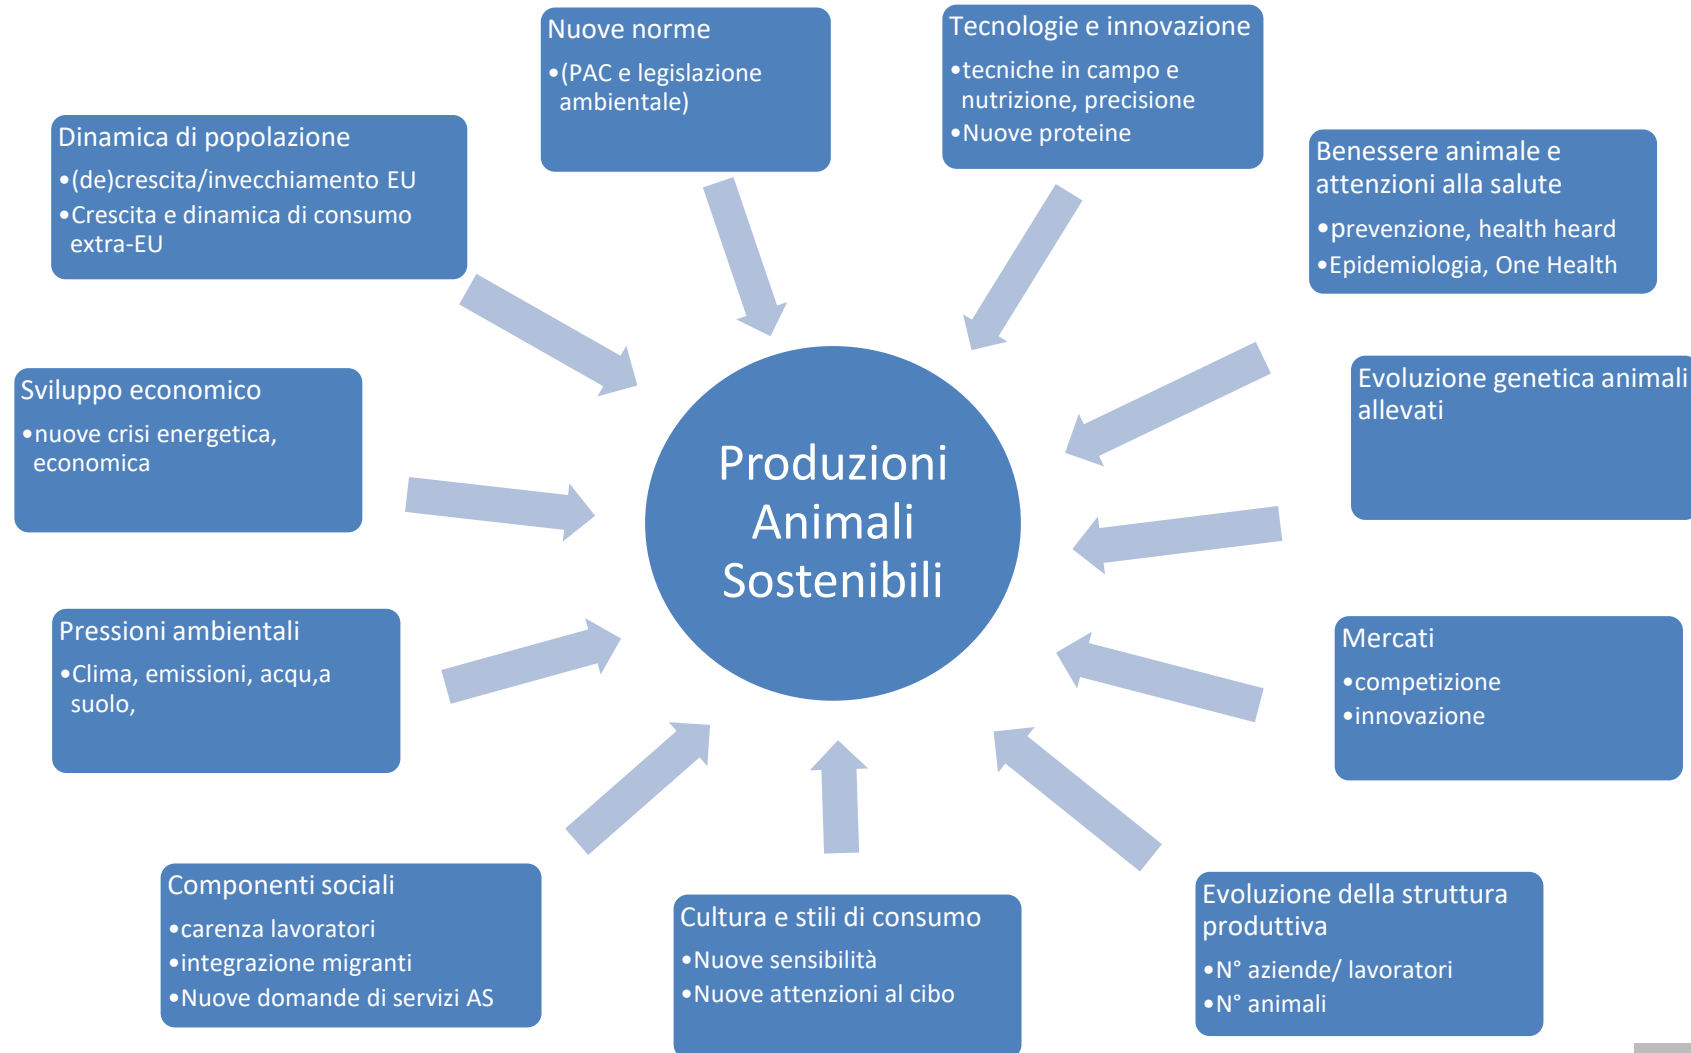 Nuove norme
•(PAC e legislazione
ambientale)
Tecnologie e innovazione
•tecniche in campo e
nutrizione, precisione
•Nuove proteine
Dinamica di popolazione
•(de)crescita/invecchiamento EU
•Crescita e dinamica di consumo
extra-EU
Benessere animale e
attenzioni alla salute
•prevenzione, health heard
•Epidemiologia, One Health
Sviluppo economico
•nuove crisi energetica,
economica
Evoluzione genetica animali
allevati
Produzioni
Animali
Sostenibili
Pressioni ambientali
•Clima, emissioni, acqu,a
suolo,
Mercati
•competizione
•innovazione
Componenti sociali
•carenza lavoratori
•integrazione migranti
•Nuove domande di servizi AS
Cultura e stili di consumo
•Nuove sensibilità
•Nuove attenzioni al cibo
Evoluzione della struttura
produttiva
•N° aziende/ lavoratori
•N° animali